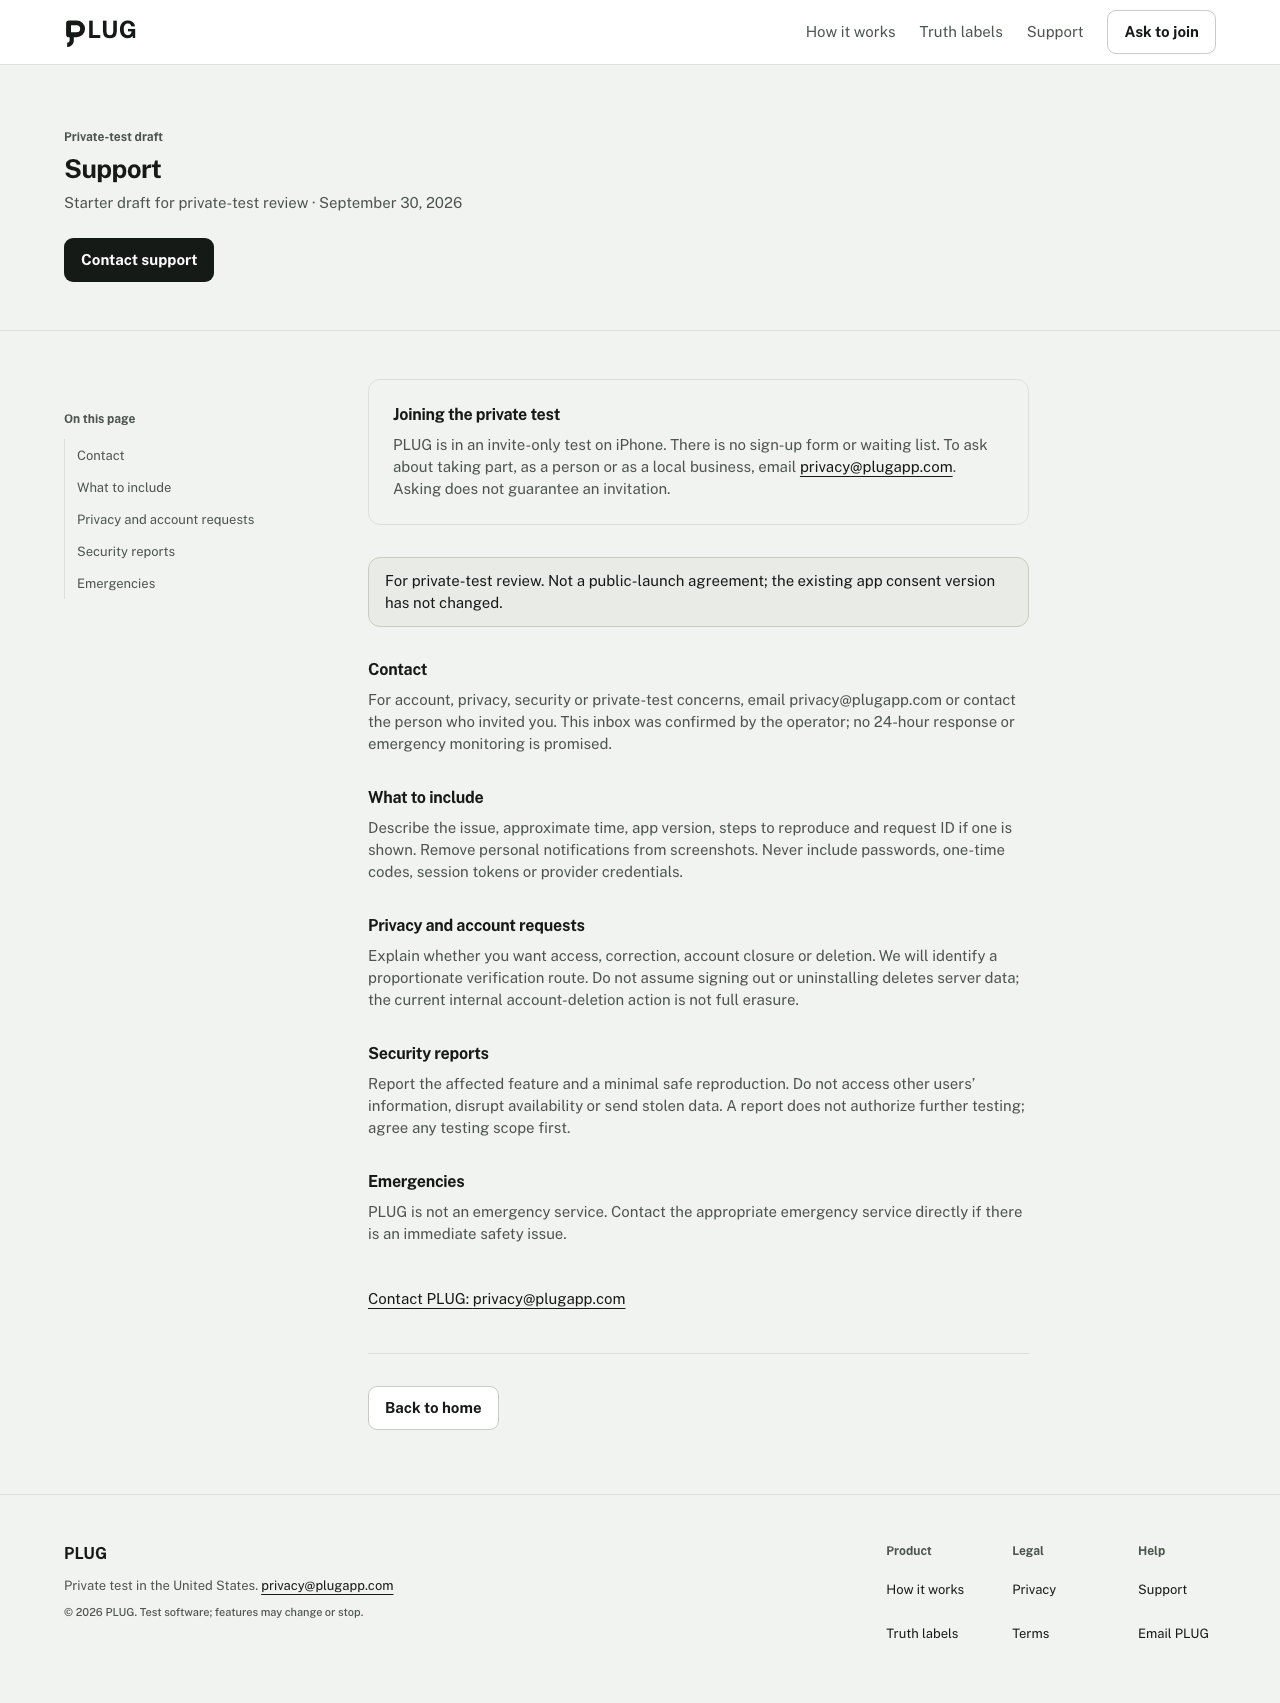 PLUG
How it works
Truth labels
Support
Ask to join
Private-test draft
Support
Starter draft for private-test review · September 30, 2026
Contact support
On this page
Contact
What to include
Privacy and account requests
Security reports
Emergencies
Joining the private test
PLUG is in an invite-only test on iPhone. There is no sign-up form or waiting list. To ask
about taking part, as a person or as a local business, email privacy@plugapp.com.
Asking does not guarantee an invitation.
For private-test review. Not a public-launch agreement; the existing app consent version
has not changed.
Contact
For account, privacy, security or private-test concerns, email privacy@plugapp.com or contact
the person who invited you. This inbox was confirmed by the operator; no 24-hour response or
emergency monitoring is promised.
What to include
Describe the issue, approximate time, app version, steps to reproduce and request ID if one is
shown. Remove personal notifications from screenshots. Never include passwords, one-time
codes, session tokens or provider credentials.
Privacy and account requests
Explain whether you want access, correction, account closure or deletion. We will identify a
proportionate verification route. Do not assume signing out or uninstalling deletes server data;
the current internal account-deletion action is not full erasure.
Security reports
Report the affected feature and a minimal safe reproduction. Do not access other users’
information, disrupt availability or send stolen data. A report does not authorize further testing;
agree any testing scope first.
Emergencies
PLUG is not an emergency service. Contact the appropriate emergency service directly if there
is an immediate safety issue.
Contact PLUG: privacy@plugapp.com
Back to home
PLUG
Private test in the United States. privacy@plugapp.com
© 2026 PLUG. Test software; features may change or stop.
Product
How it works
Truth labels
Legal
Privacy
Terms
Help
Support
Email PLUG